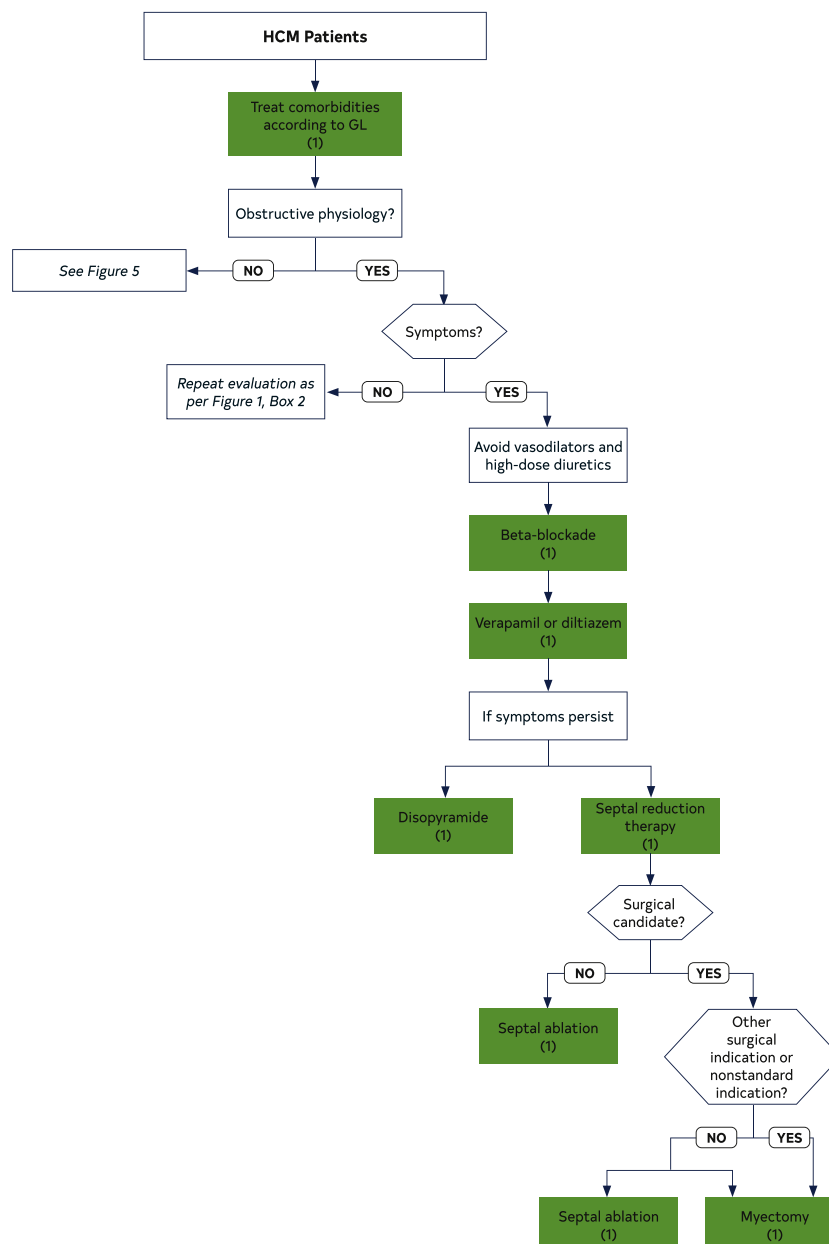 HCM Patients
Treat comorbidities
according to GL
(1)
Obstructive physiology?
See Figure 5
NO
YES
Symptoms?
Repeat evaluation as
per Figure 1, Box 2
NO
YES
Avoid vasodilators and
high-dose diuretics
Beta-blockade
(1)
Verapamil or diltiazem
(1)
If symptoms persist
Disopyramide
(1)
Septal reduction
therapy
(1)
Surgical
candidate?
NO
YES
Septal ablation
(1)
Other
surgical
indication or
nonstandard
indication?
NO
YES
Septal ablation
(1)
Myectomy
(1)